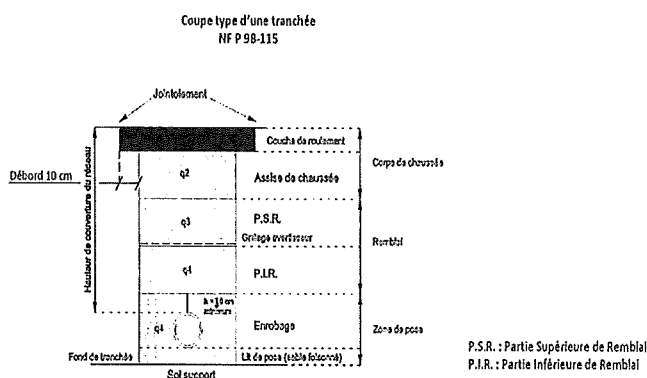 Coupe type d'une tranchée
NF P 98-115
Jointoiement
Couche de roulement
Corps de chaussée
Débord 10 cm
Hauteur de couverture du réseau
q2
Assise de chaussée
q3
P.S.R.
Grillage avertisseur
Remblai
q4
P.I.R.
h = 10 cm
minimum
q4
Enrobage
Zone de pose
Fond de tranchée
Lit de pose (sable foisonné)
Sol support
P.S.R. : Partie Supérieure de Remblai
P.I.R. : Partie Inférieure de Remblai